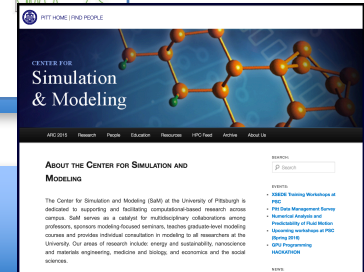 PITT HOME | FIND PEOPLE
CENTER FOR
Simulation
& Modeling
ARC 2015 Research People Education Resources HPC Feed Archive About Us
ABOUT THE CENTER FOR SIMULATION AND
MODELING
The Center for Simulation and Modeling (SaM) at the University of Pittsburgh is
dedicated to supporting and facilitating computational-based research across
campus. SaM serves as a catalyst for multidisciplinary collaborations among
professors, sponsors modeling-focused seminars, teaches graduate-level modeling
courses and provides individual consultation in modeling to all researchers at the
University. Our areas of research include: energy and sustainability, nanoscience
and materials engineering, medicine and biology, and economics and the social
sciences.
SEARCH:
Search
EVENTS:
XSEDE Training Workshops at
PSC
Pitt Data Management Survey
Numerical Analysis and
Predictability of Fluid Motion
Upcoming workshops at PSC
(Spring 2016)
GPU Programming
HACKATHON
NEWS: